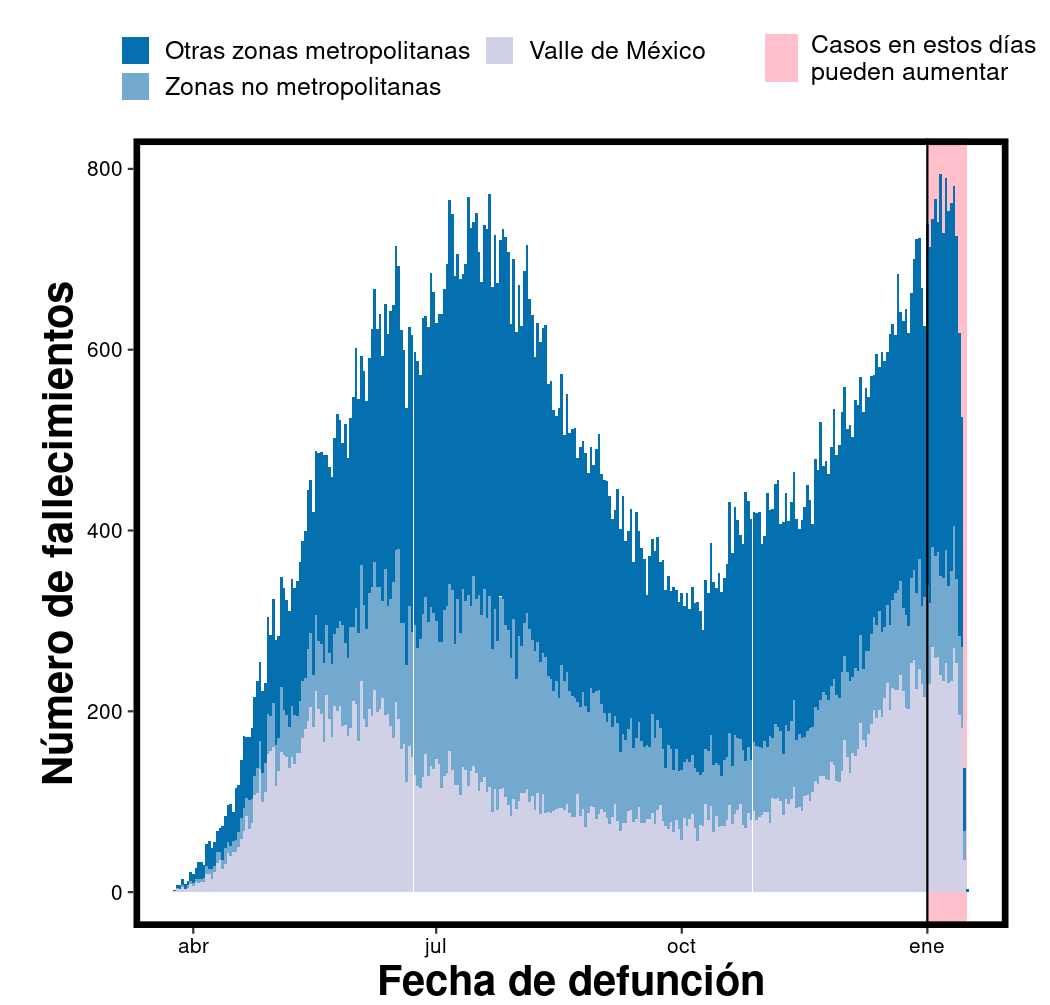 Otras zonas metropolitanas
Valle de México
Zonas no metropolitanas
Casos en estos días
pueden aumentar
Número de fallecimientos
800
600
400
200
0
abr
jul
oct
ene
Fecha de defunción